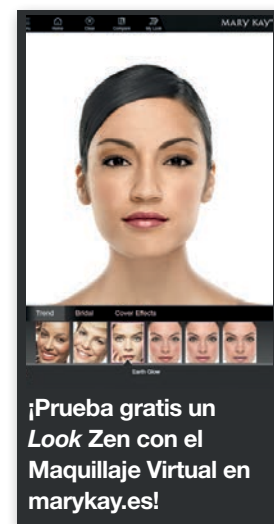 Home Clear Compare My Look MARY KAY
Trend Bridal Cover Effects
Earth Glow
¡Prueba gratis un
Look Zen con el
Maquillaje Virtual en
marykay.es!